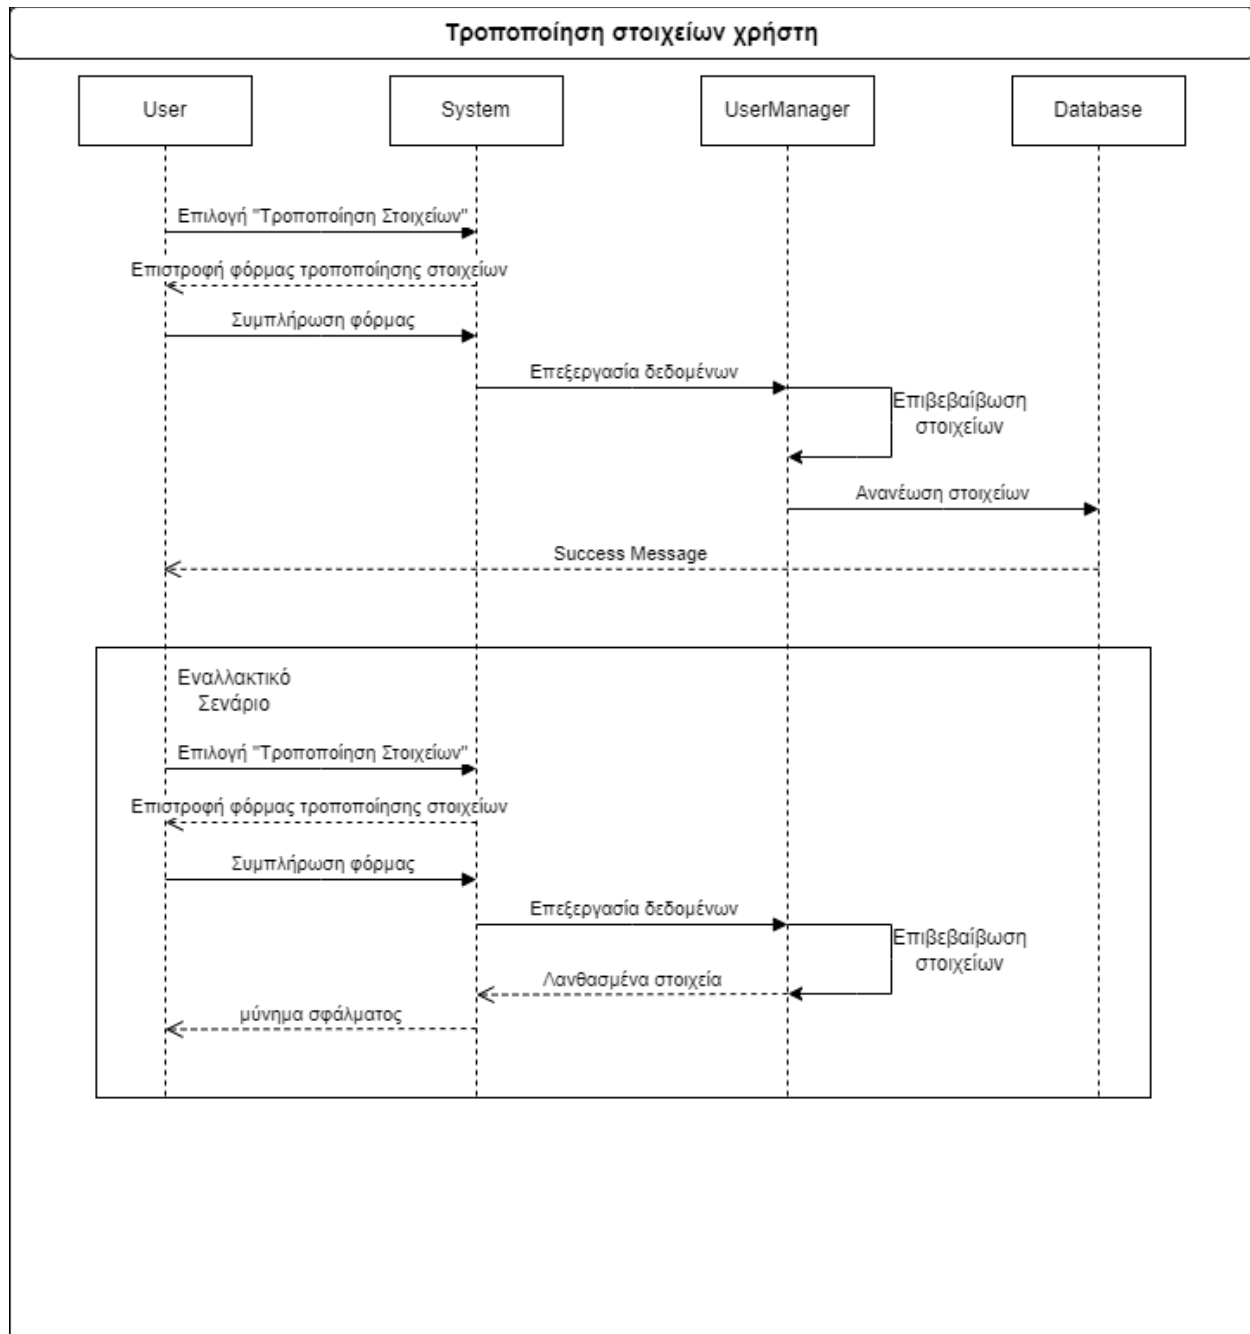 Τροποποίηση στοιχείων χρήστη
User
System
UserManager
Database
Επιλογή "Τροποποίηση Στοιχείων"
Επιστροφή φόρμας τροποποίησης στοιχείων
Συμπλήρωση φόρμας
Επεξεργασία δεδομένων
Επιβεβαίβωση
στοιχείων
Ανανέωση στοιχείων
Success Message
Εναλλακτικό
Σενάριο
Επιλογή "Τροποποίηση Στοιχείων"
Επιστροφή φόρμας τροποποίησης στοιχείων
Συμπλήρωση φόρμας
Επεξεργασία δεδομένων
Επιβεβαίβωση
στοιχείων
Λανθασμένα στοιχεία
μύνημα σφάλματος